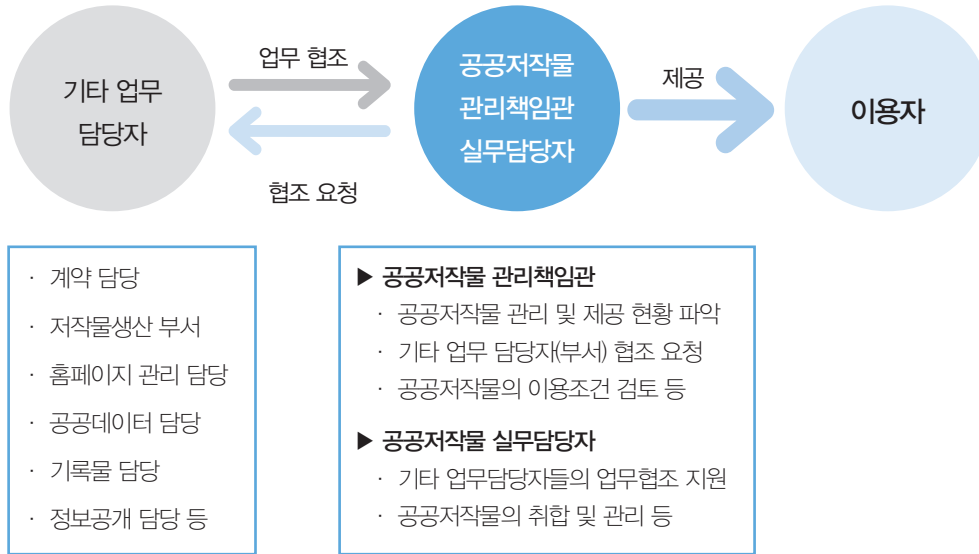 기타 업무
담당자
업무 협조
협조 요청
공공저작물
관리책임관
실무담당자
제공
이용자
· 계약 담당
· 저작물생산 부서
· 홈페이지 관리 담당
· 공공데이터 담당
· 기록물 담당
· 정보공개 담당 등
▶ 공공저작물 관리책임관
· 공공저작물 관리 및 제공 현황 파악
· 기타 업무 담당자(부서) 협조 요청
· 공공저작물의 이용조건 검토 등
▶ 공공저작물 실무담당자
· 기타 업무담당자들의 업무협조 지원
· 공공저작물의 취합 및 관리 등